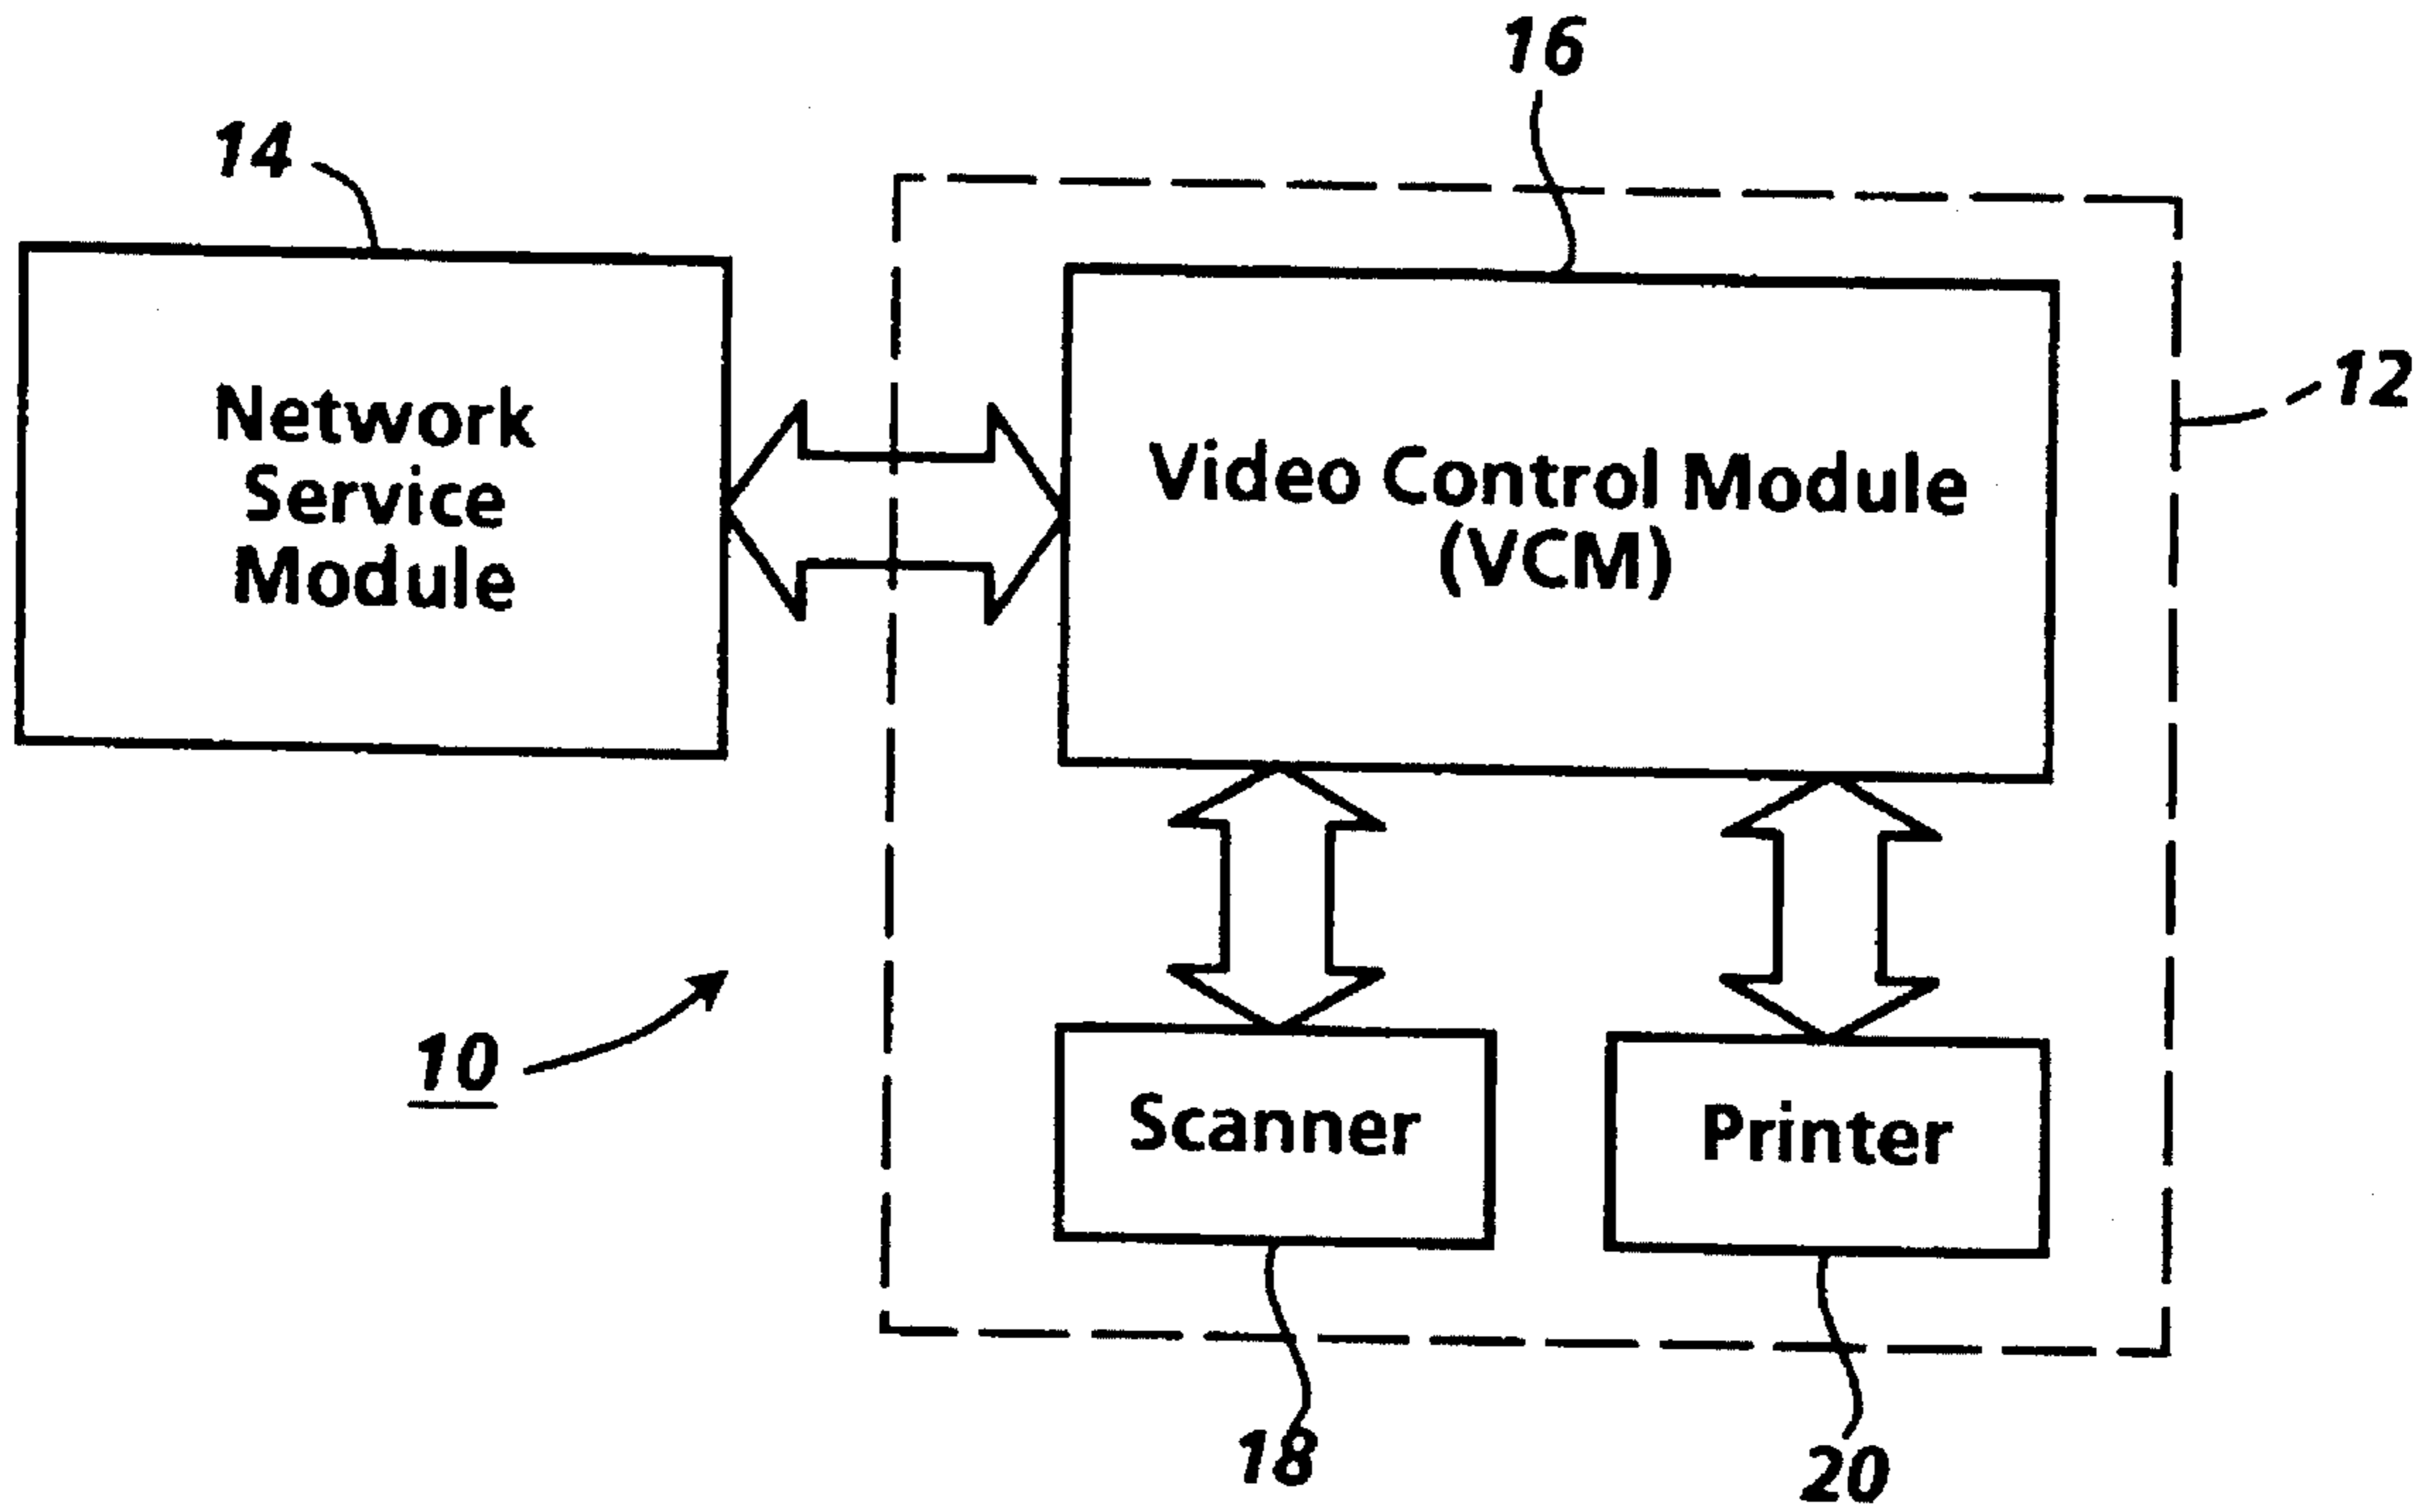 16
14
12
Network
Service
Module
Video Control Module
(VCM)
10
Scanner
Printer
18
20